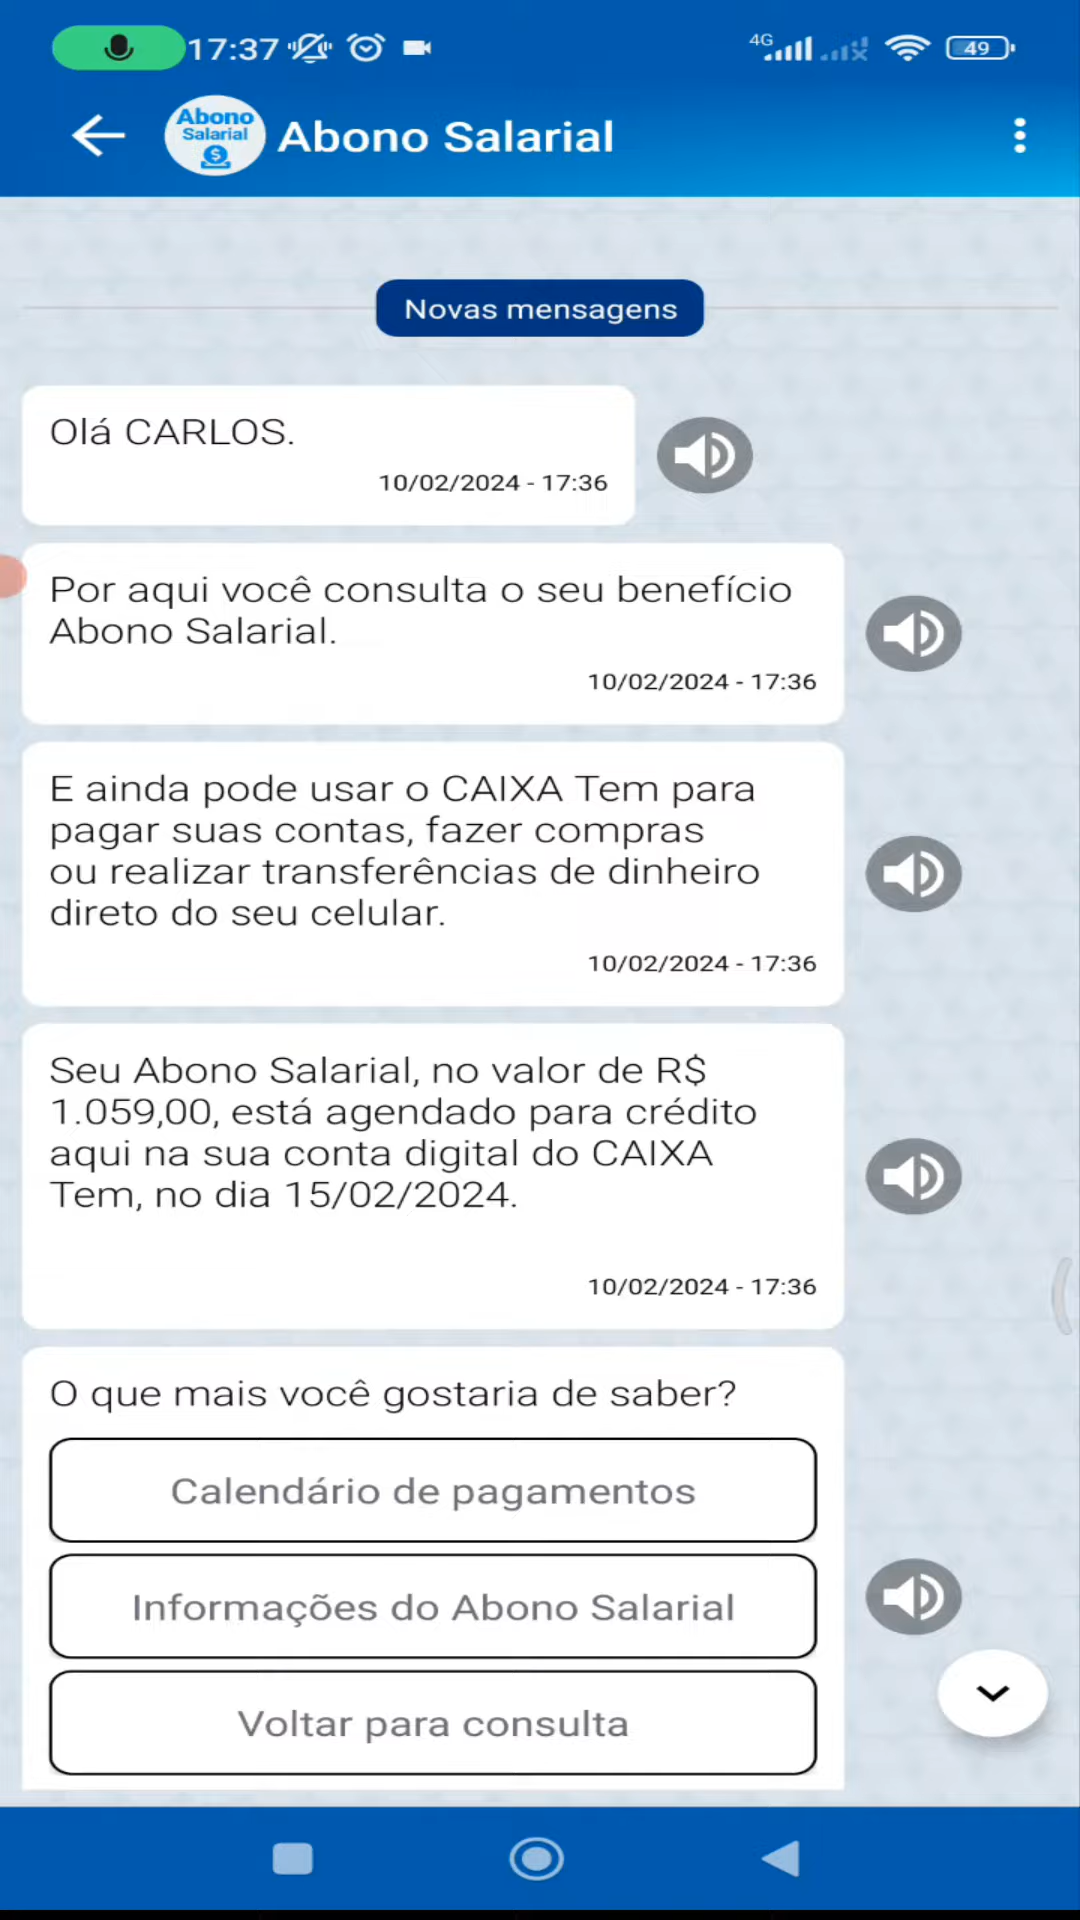 17:37
4G
49
Abono
Salarial
$
Abono Salarial
Novas mensagens
Olá CARLOS.
10/02/2024 - 17:36
Por aqui você consulta o seu benefício
Abono Salarial.
10/02/2024 - 17:36
E ainda pode usar o CAIXA Tem para
pagar suas contas, fazer compras
ou realizar transferências de dinheiro
direto do seu celular.
10/02/2024 - 17:36
Seu Abono Salarial, no valor de R$
1.059,00, está agendado para crédito
aqui na sua conta digital do CAIXA
Tem, no dia 15/02/2024.
10/02/2024 - 17:36
O que mais você gostaria de saber?
Calendário de pagamentos
Informações do Abono Salarial
Voltar para consulta